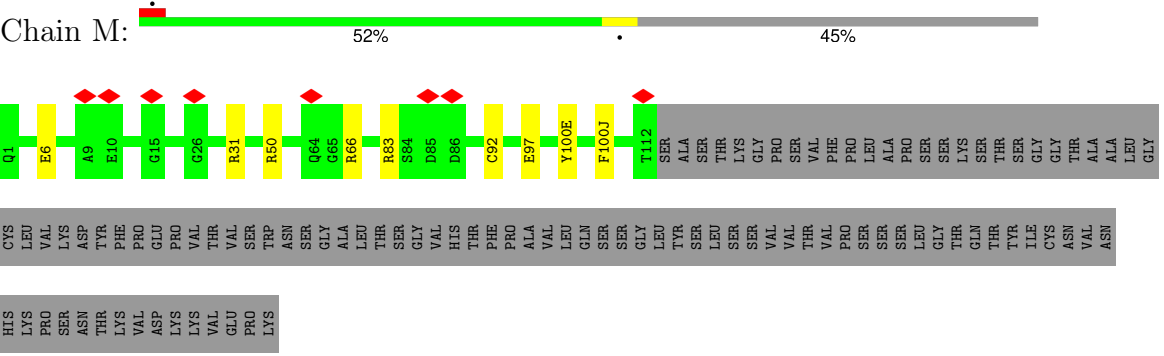 Chain M:
52%
45%
Q1 E6 A9 E10 G15 G26 R31 R50 Q64 G65 R66 R83 S84 D85 D86 C92 E97 Y100E F100J T112 SER ALA SER THR LYS GLY PRO SER VAL PHE PRO LEU ALA PRO SER SER LYS SER THR SER GLY GLY THR ALA ALA LEU GLY
CYS LEU VAL LYS ASP TYR PHE PRO GLU PRO VAL THR VAL SER TRP ASN SER GLY ALA LEU THR SER GLY VAL HIS THR PHE PRO ALA VAL LEU GLN SER SER GLY LEU TYR SER LEU SER SER VAL VAL THR VAL PRO SER SER SER LEU GLY THR GLN THR TYR ILE CYS ASN VAL ASN
HIS LYS PRO SER ASN THR LYS VAL ASP LYS LYS VAL GLU PRO LYS